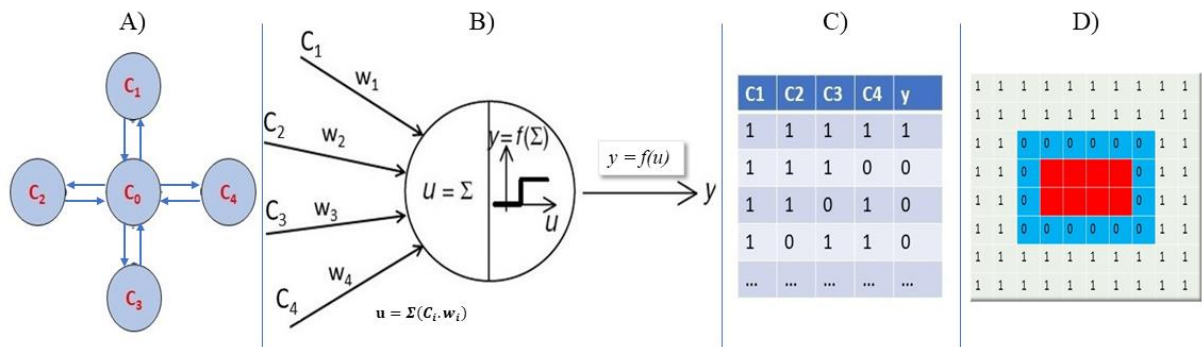 A)
C₁
C₂
C₀
C₄
C₃
B)
C₁
w₁
C₂
w₂
C₃
w₃
C₄
w₄
u = Σ
y = f(Σ)
u
y = f(u)
y
u = Σ(Cᵢ.wᵢ)
C)
C1 C2 C3 C4 y
1 1 1 1 1
1 1 1 0 0
1 1 0 1 0
1 0 1 1 0
... ... ... ... ...
D)
1 1 1 1 1 1 1 1 1 1
1 1 1 1 1 1 1 1 1 1
1 1 0 0 0 0 0 0 1 1
1 1 0 0 1 1
1 1 0 0 1 1
1 1 0 0 0 0 0 0 1 1
1 1 1 1 1 1 1 1 1 1
1 1 1 1 1 1 1 1 1 1